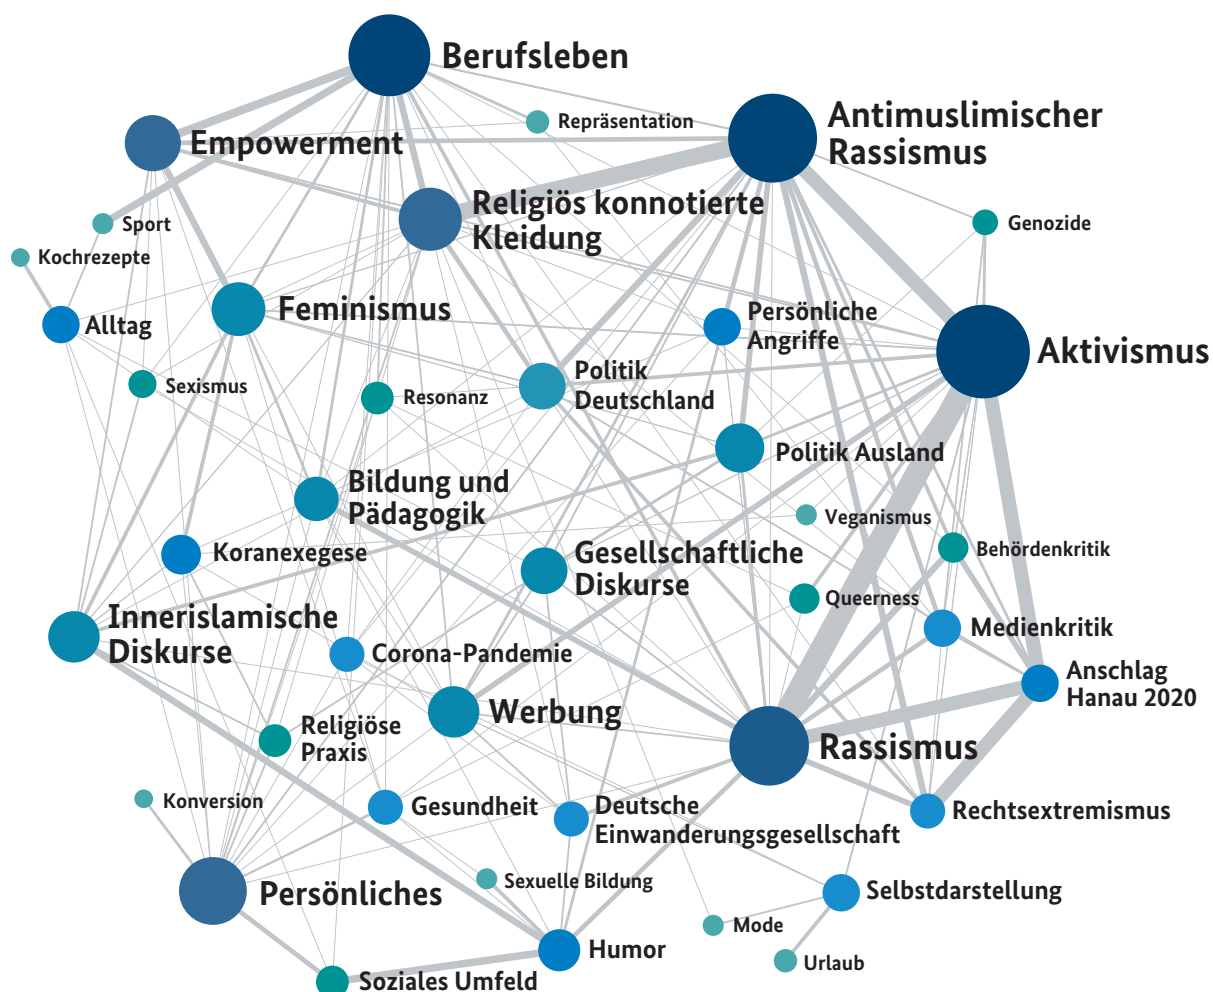 Berufsleben
Antimuslimischer
Rassismus
Repräsentation
Empowerment
Religiös konnotierte
Kleidung
Sport
Genozide
Kochrezepte
Feminismus
Alltag
Persönliche
Angriffe
Aktivismus
Politik
Deutschland
Sexismus
Resonanz
Politik Ausland
Bildung und
Pädagogik
Veganismus
Koranexegese
Gesellschaftliche
Diskurse
Behördenkritik
Queerness
Innerislamische
Diskurse
Corona-Pandemie
Medienkritik
Anschlag
Hanau 2020
Werbung
Religiöse
Praxis
Rassismus
Konversion
Gesundheit
Deutsche
Einwanderungsgesellschaft
Rechtsextremismus
Persönliches
Sexuelle Bildung
Selbstdarstellung
Mode
Humor
Urlaub
Soziales Umfeld